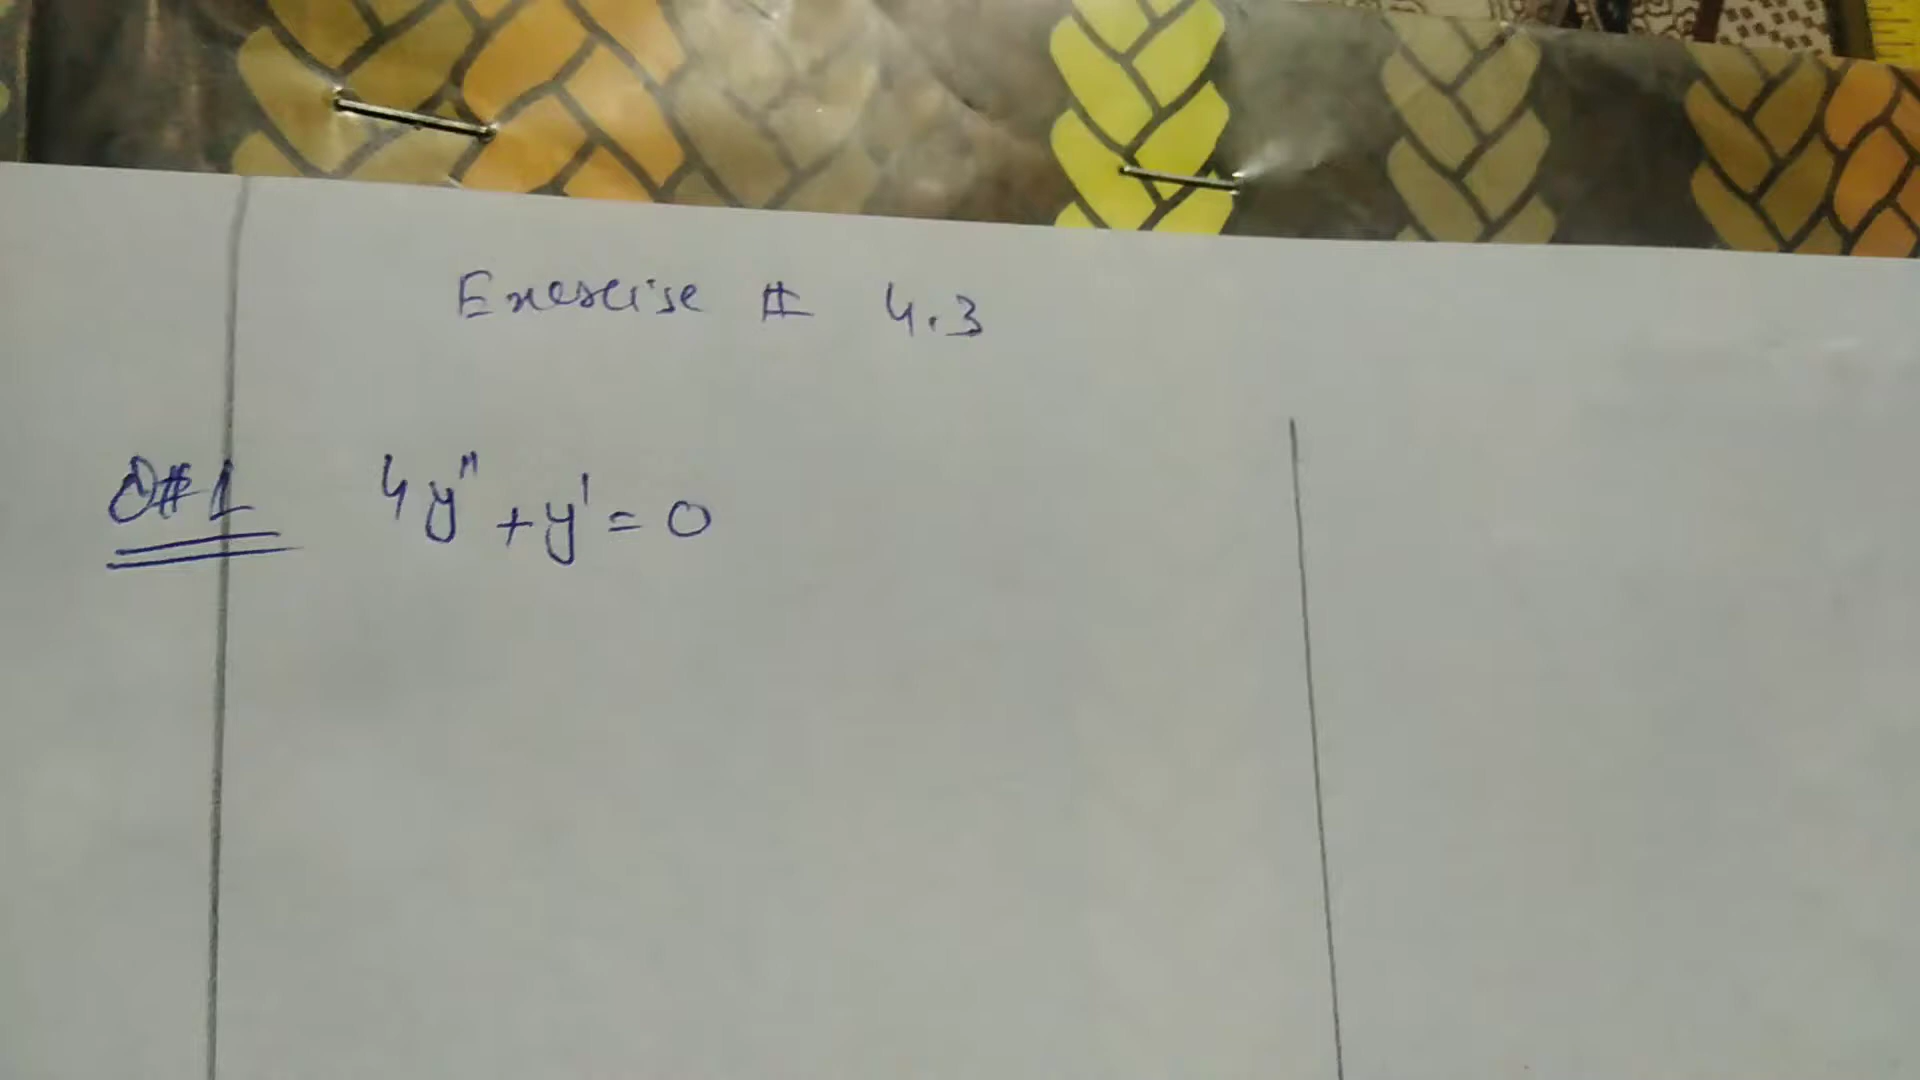 Exercise # 4.3
Q#1 4y'' + y' = 0